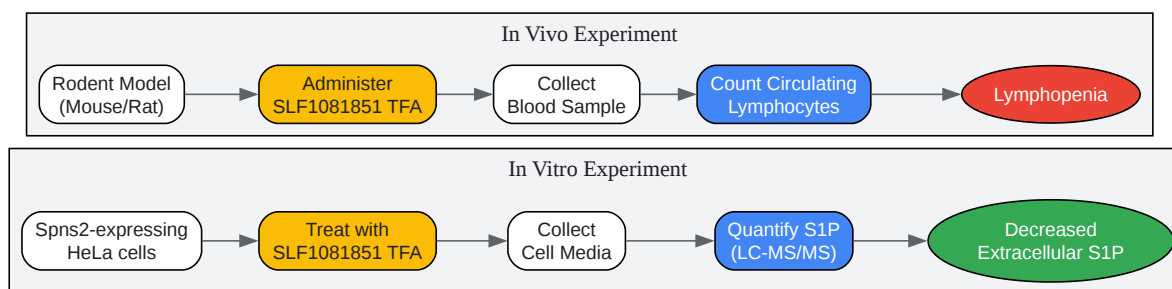 In Vivo Experiment
Rodent Model
(Mouse/Rat)
Administer
SLF1081851 TFA
Collect
Blood Sample
Count Circulating
Lymphocytes
Lymphopenia
In Vitro Experiment
Spns2-expressing
HeLa cells
Treat with
SLF1081851 TFA
Collect
Cell Media
Quantify S1P
(LC-MS/MS)
Decreased
Extracellular S1P